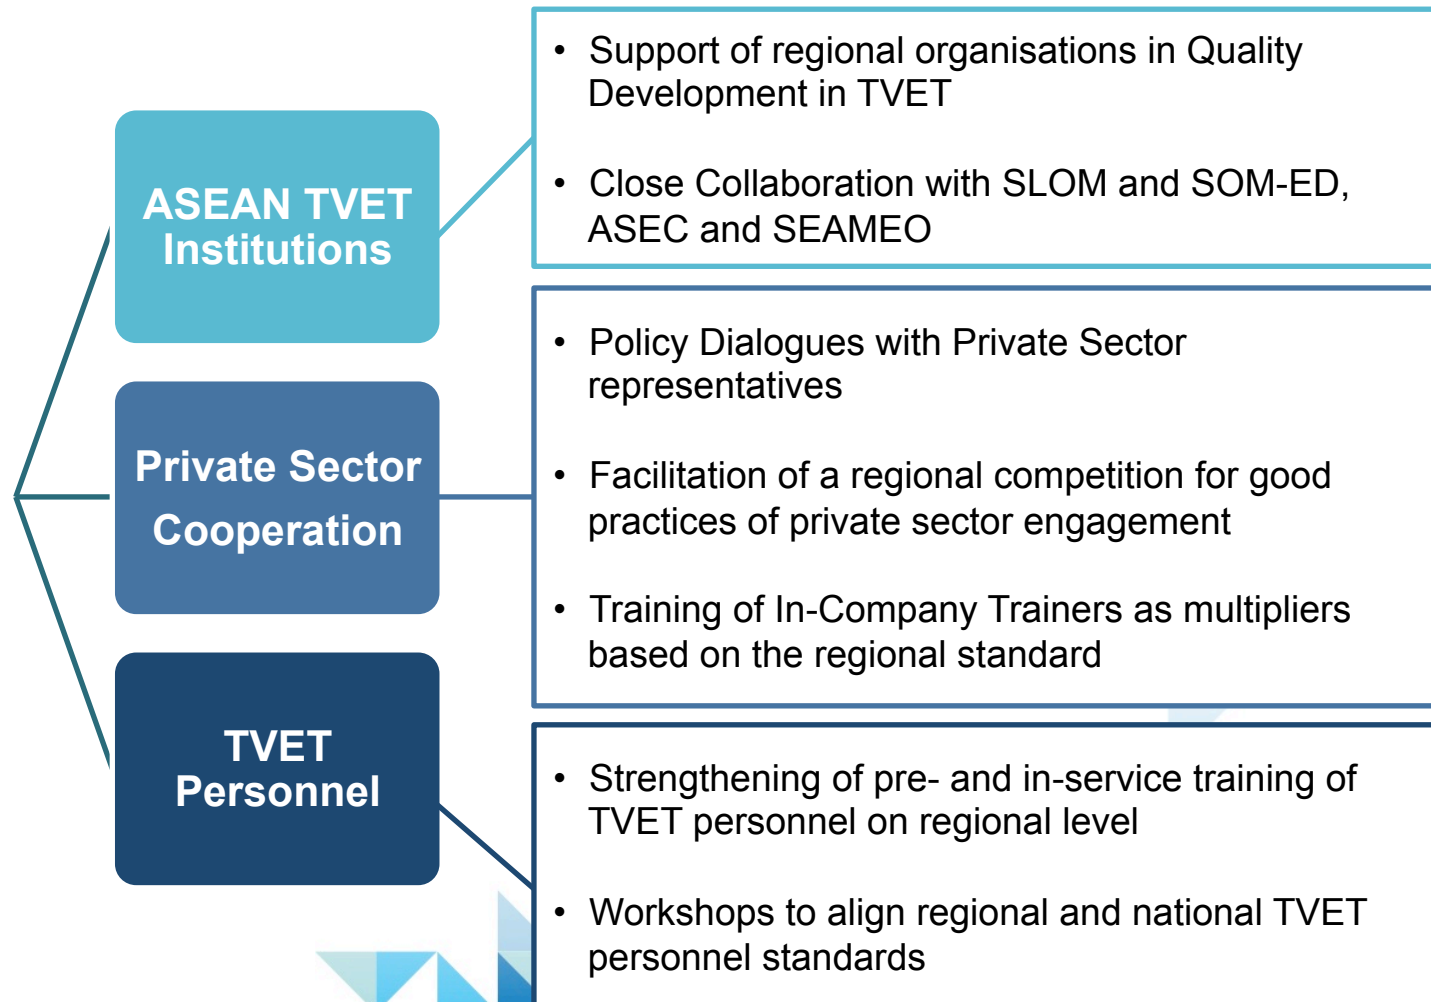 ASEAN TVET
Institutions
• Support of regional organisations in Quality
Development in TVET
• Close Collaboration with SLOM and SOM-ED,
ASEC and SEAMEO
Private Sector
Cooperation
• Policy Dialogues with Private Sector
representatives
• Facilitation of a regional competition for good
practices of private sector engagement
• Training of In-Company Trainers as multipliers
based on the regional standard
TVET
Personnel
• Strengthening of pre- and in-service training of
TVET personnel on regional level
• Workshops to align regional and national TVET
personnel standards